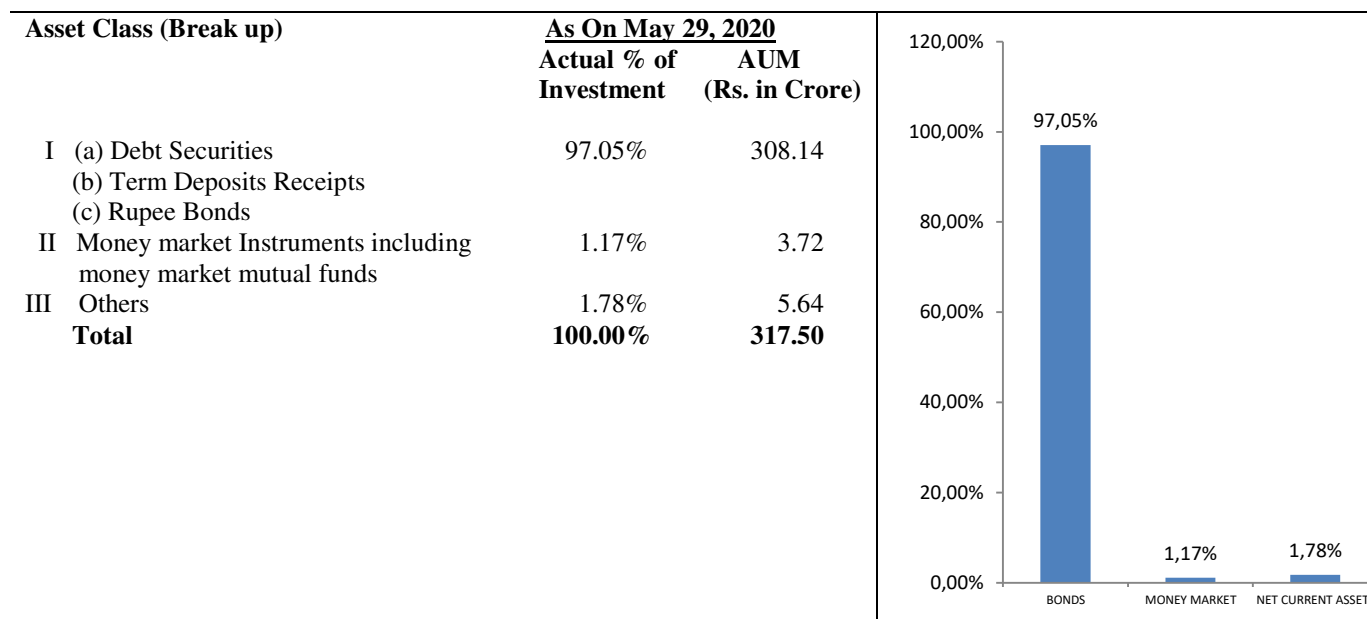 Asset Class (Break up) As On May 29, 2020
Actual % of AUM
Investment (Rs. in Crore)
I (a) Debt Securities 97.05% 308.14
(b) Term Deposits Receipts
(c) Rupee Bonds
II Money market Instruments including 1.17% 3.72
money market mutual funds
III Others 1.78% 5.64
Total 100.00% 317.50
120,00%
100,00%
80,00%
60,00%
40,00%
20,00%
0,00%
97,05%
1,17%
1,78%
BONDS MONEY MARKET NET CURRENT ASSET